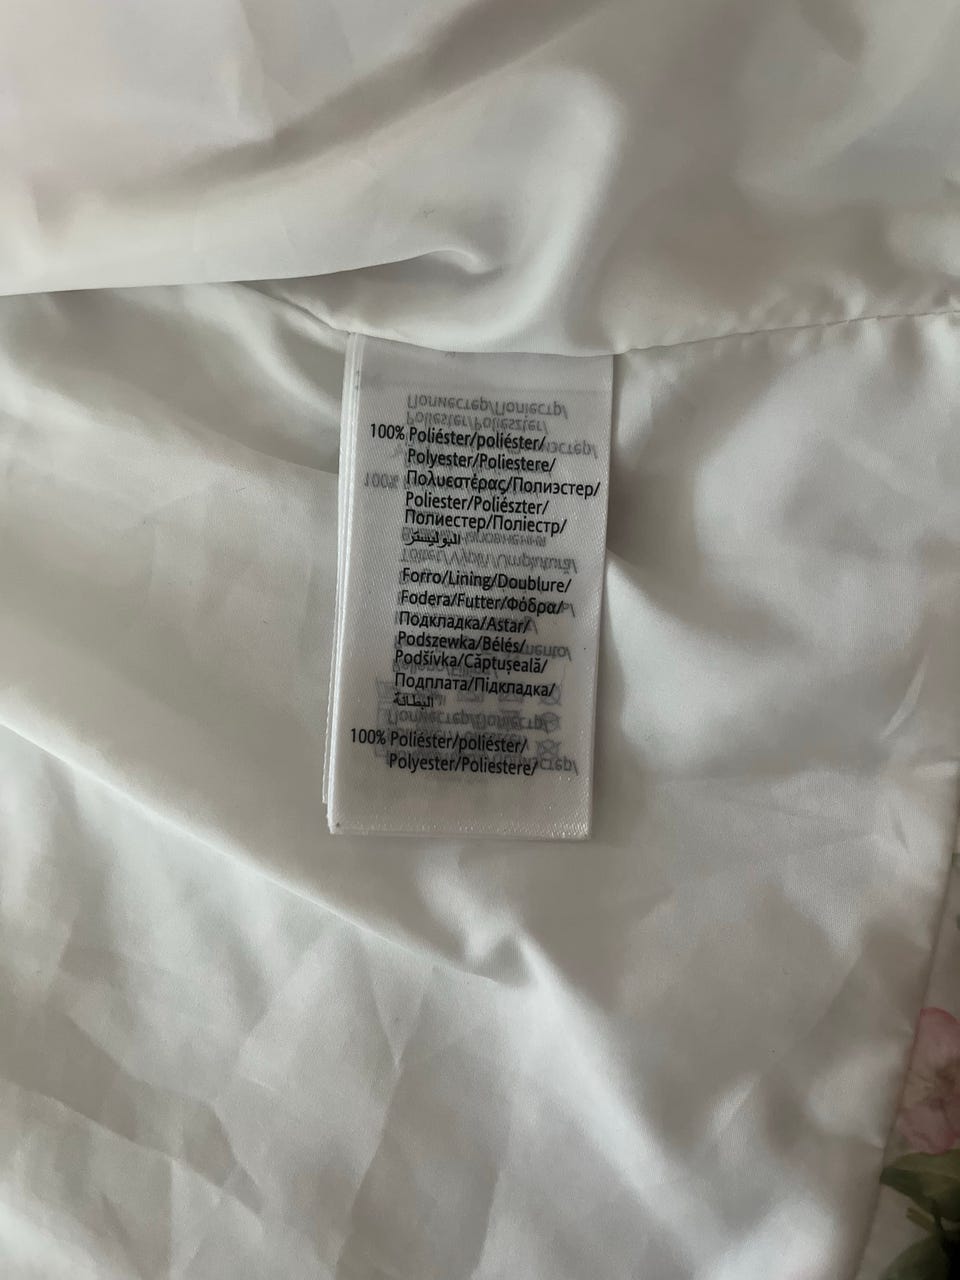 100% Poliéster/poliéster/
Polyester/Poliestere/
Πολυεστέρας/Полиэстер/
Poliester/Poliészter/
Полиестер/Поліестр/
البوليستر
Forro/Lining/Doublure/
Fodera/Futter/Φόδρα/
Подкладка/Astar/
Podszewka/Bélés/
Podšívka/Căptușeală/
Подплата/Підкладка/
البطانة
100% Poliéster/poliéster/
Polyester/Poliestere/